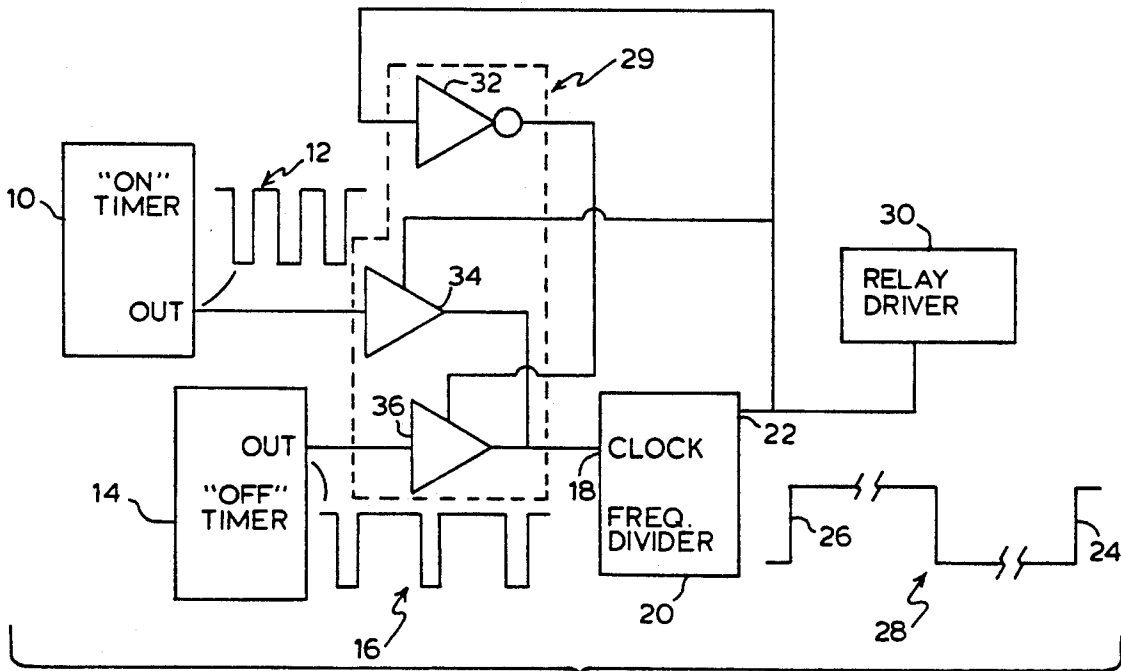 29
32
12
10
"ON"
TIMER
30
34
RELAY
DRIVER
OUT
36
OUT
22
18
CLOCK
14
"OFF"
TIMER
FREQ.
DIVIDER
26
24
16
20
28